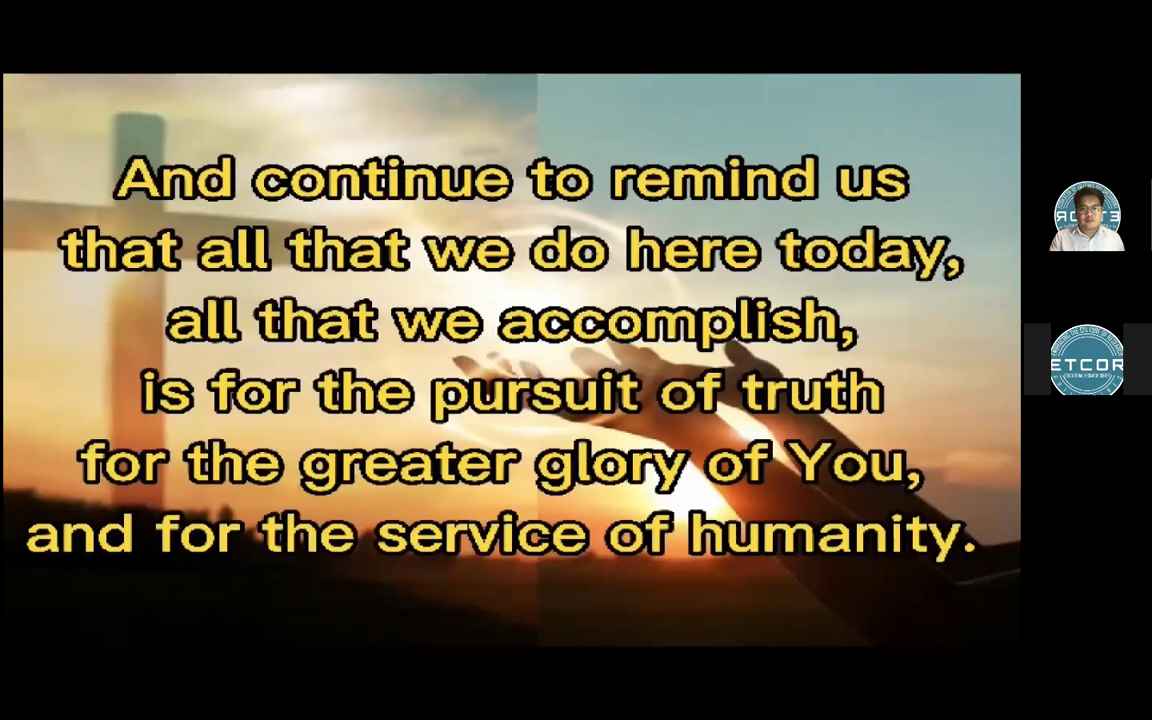 And continue to remind us
that all that we do here today,
all that we accomplish,
is for the pursuit of truth
for the greater glory of You,
and for the service of humanity.
ETCOR